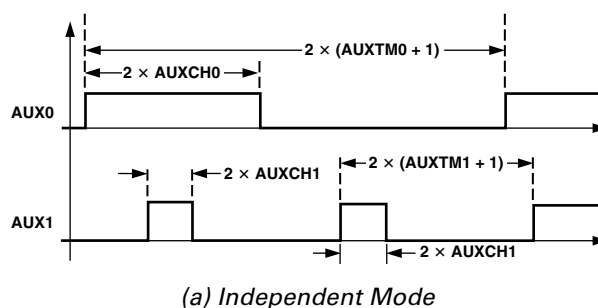 2 × (AUXTM0 + 1)
2 × AUXCH0
AUX0
2 × (AUXTM1 + 1)
2 × AUXCH1
AUX1
2 × AUXCH1
(a) Independent Mode